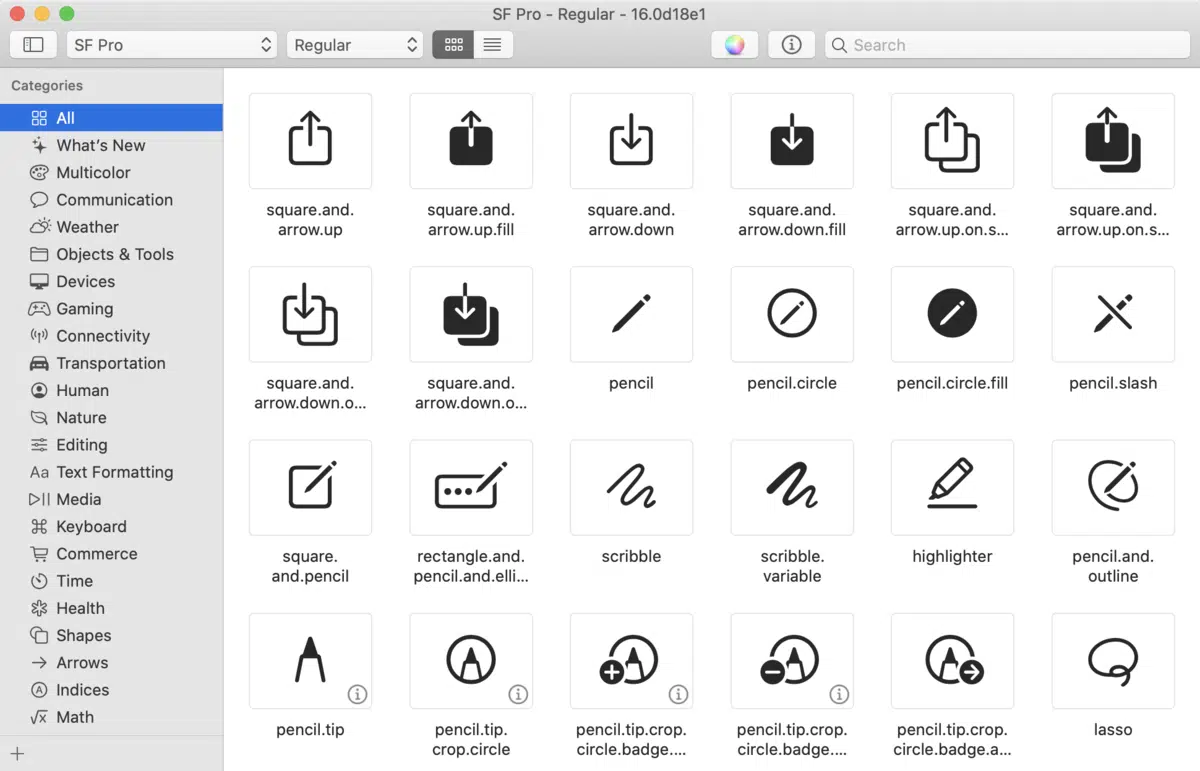 SF Pro - Regular - 16.0d18e1
SF Pro
Regular
Search
Categories
All
What's New
Multicolor
Communication
Weather
Objects & Tools
Devices
Gaming
Connectivity
Transportation
Human
Nature
Editing
Aa Text Formatting
Media
Keyboard
Commerce
Time
Health
Shapes
Arrows
Indices
Math
square.and.
arrow.up
square.and.
arrow.up.fill
square.and.
arrow.down
square.and.
arrow.down.fill
square.and.
arrow.up.on.s...
square.and.
arrow.up.on.s...
square.and.
arrow.down.o...
square.and.
arrow.down.o...
pencil
pencil.circle
pencil.circle.fill
pencil.slash
square.
and.pencil
rectangle.and.
pencil.and.elli...
scribble
scribble.
variable
highlighter
pencil.and.
outline
pencil.tip
pencil.tip.
crop.circle
pencil.tip.crop.
circle.badge....
pencil.tip.crop.
circle.badge....
pencil.tip.crop.
circle.badge.a...
lasso